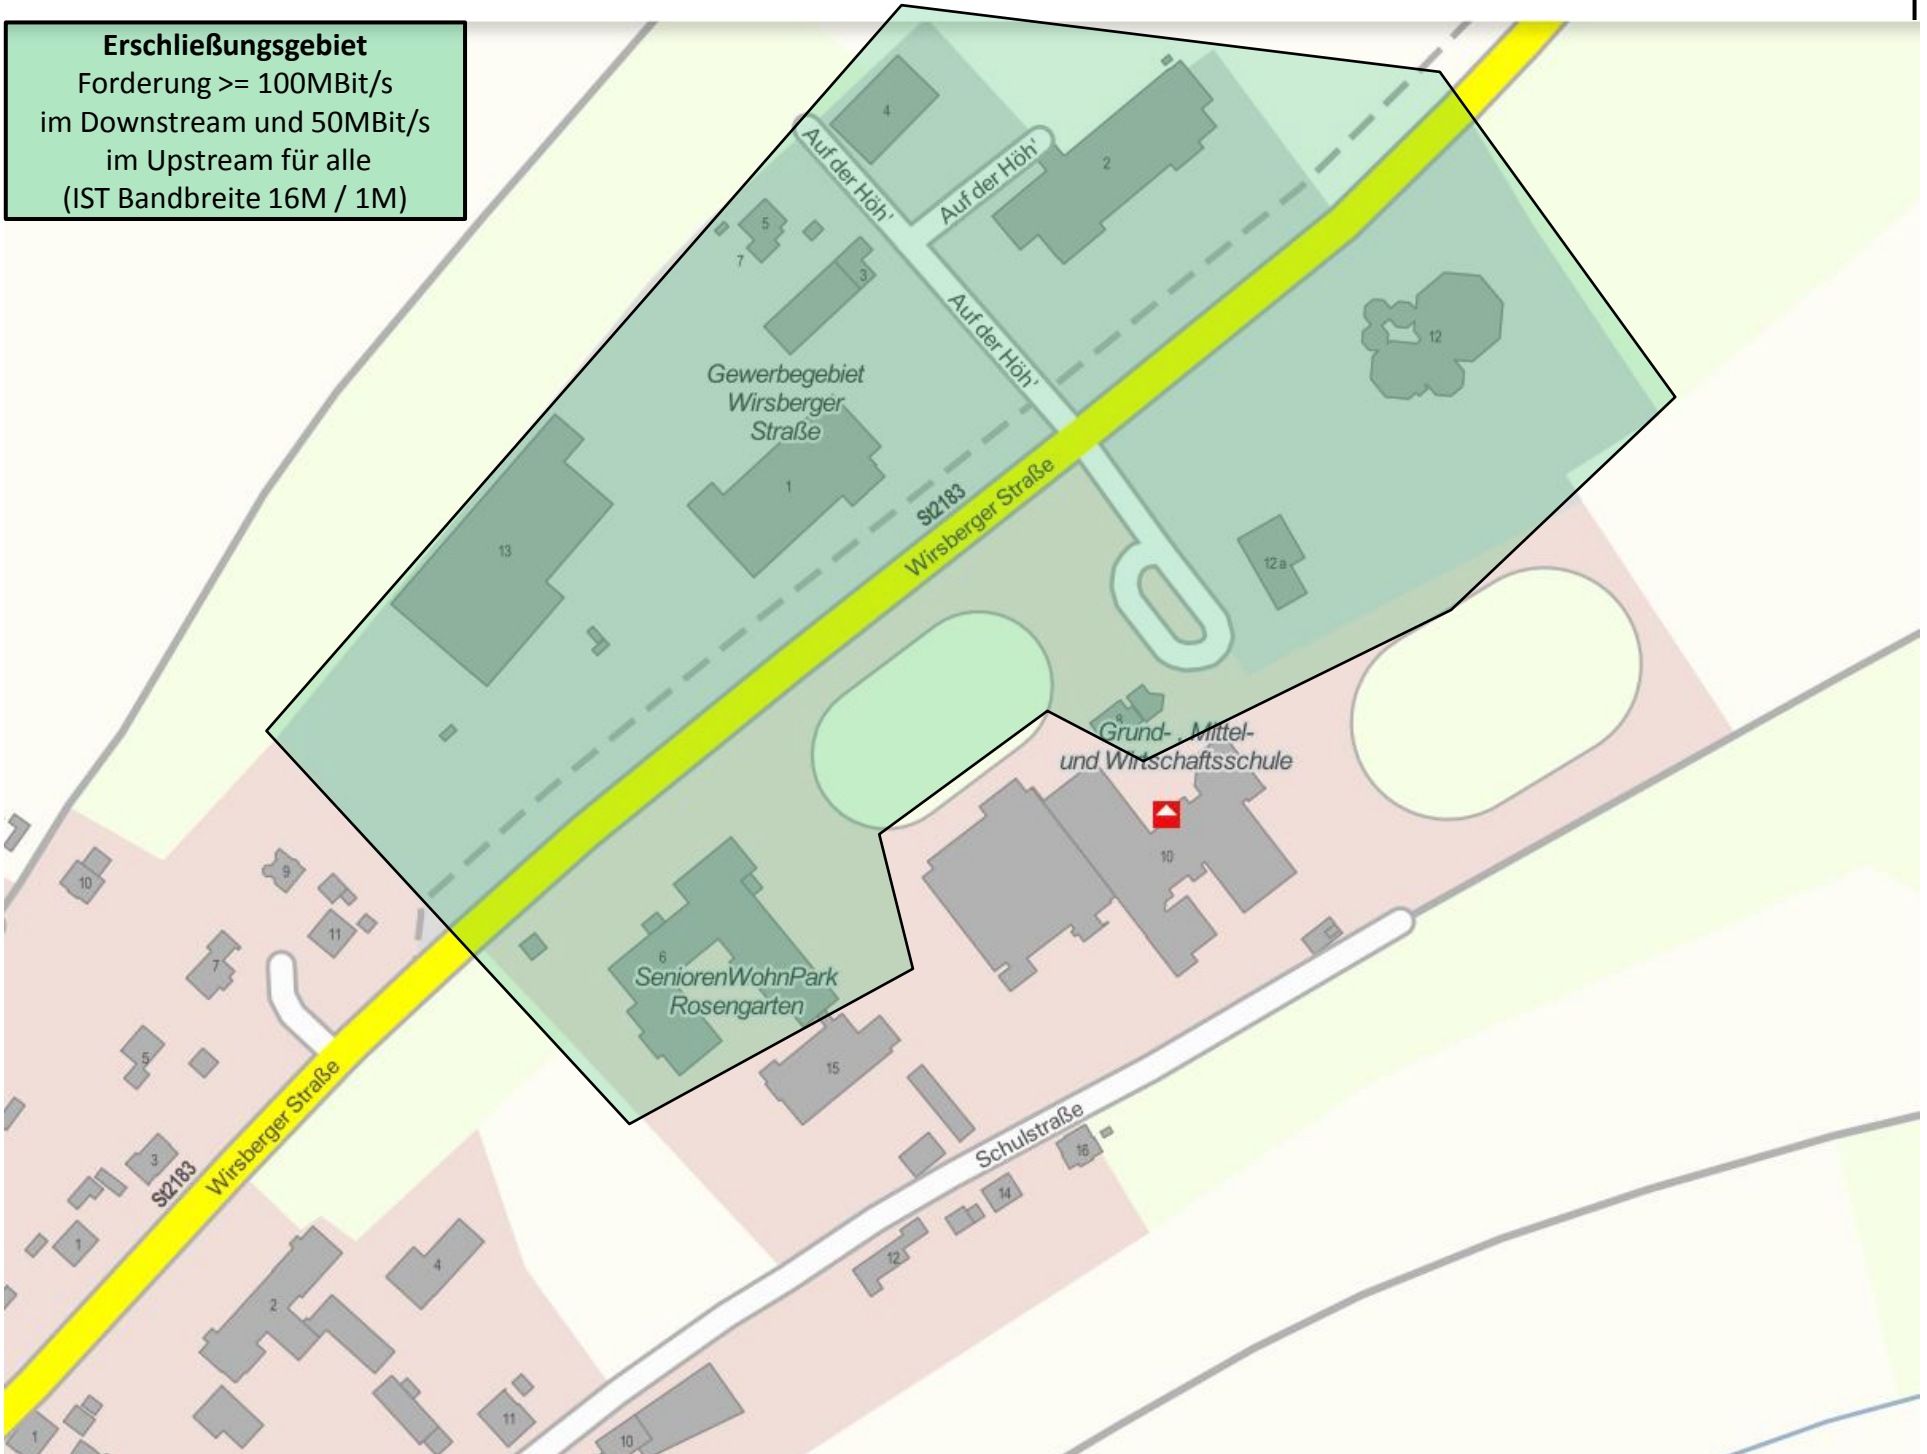 Erschließungsgebiet
Forderung >= 100MBit/s
im Downstream und 50MBit/s
im Upstream für alle
(IST Bandbreite 16M / 1M)
4
2
Auf der Höh'
Auf der Höh'
5
7
3
Auf der Höh'
12
Gewerbegebiet
Wirsberger
Straße
1
13
St2183
Wirsberger Straße
12 a
8
Grund- , Mittel-
und Wirtschaftsschule
10
9
10
11
7
6
SeniorenWohnPark
Rosengarten
15
5
Wirsberger Straße
St2183
3
1
Schulstraße
16
14
12
4
2
11
10
1